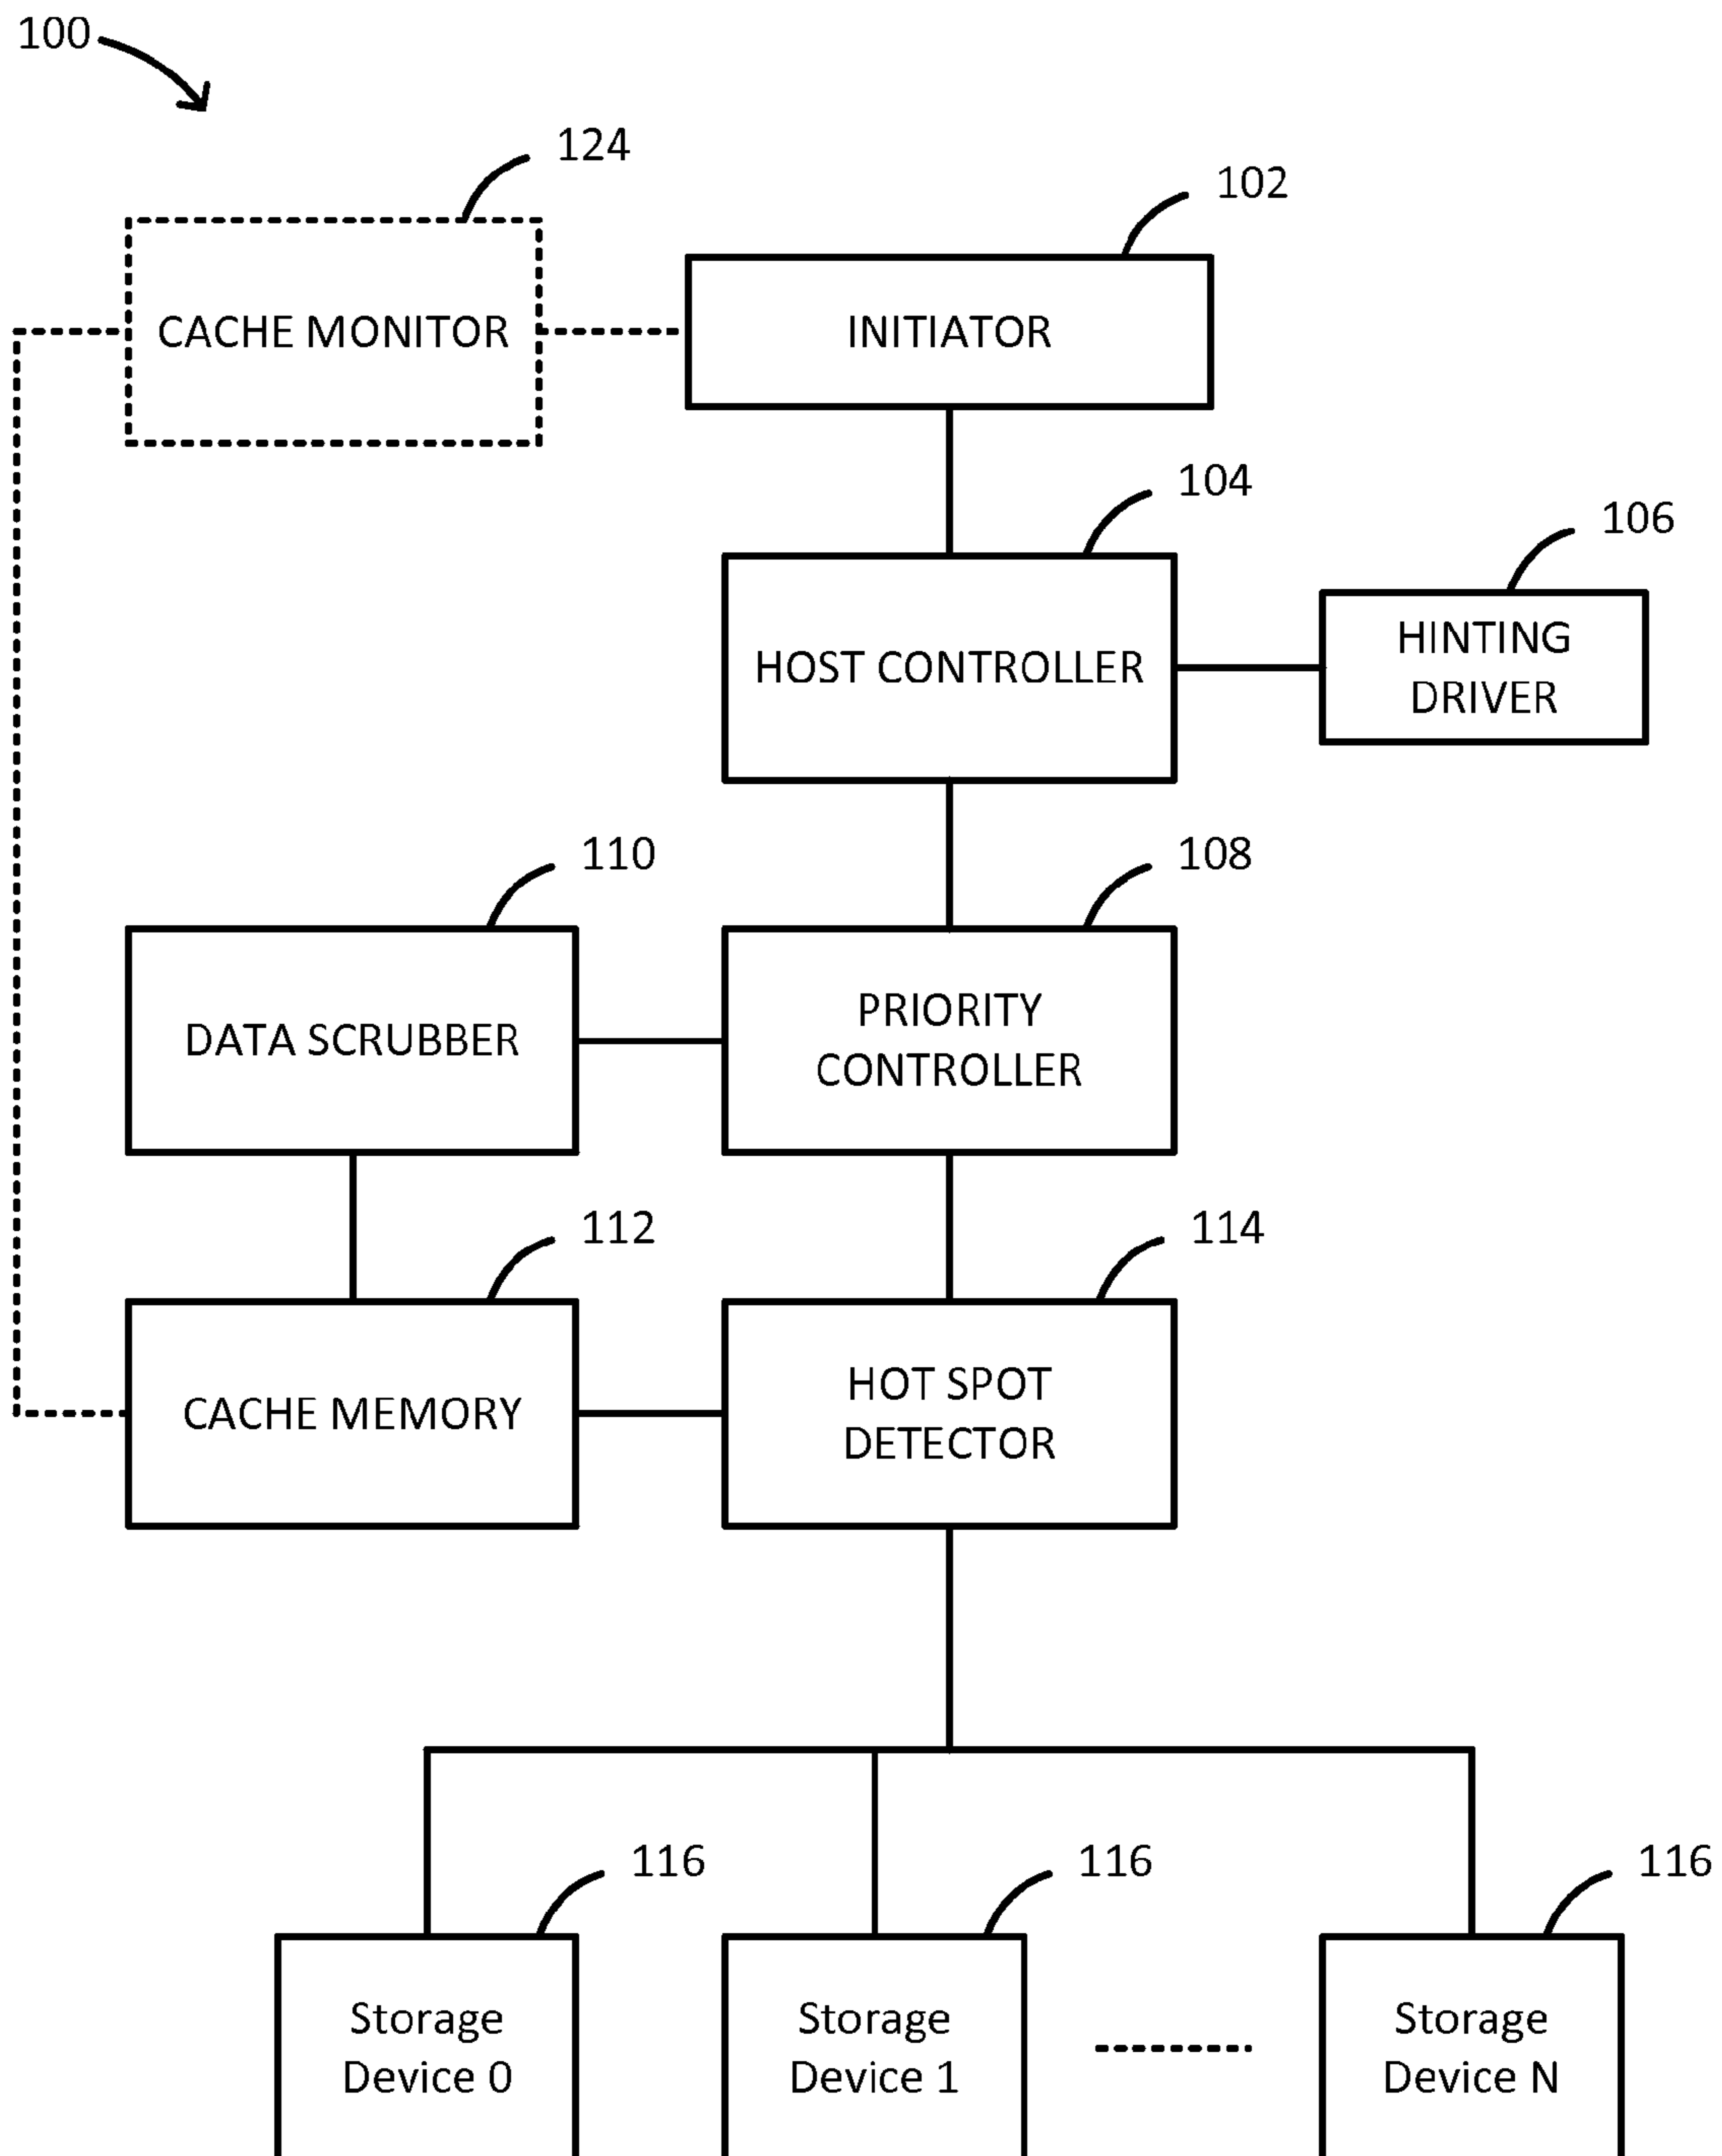 100
124
102
CACHE MONITOR
INITIATOR
104
106
HOST CONTROLLER
HINTING
DRIVER
110
108
DATA SCRUBBER
PRIORITY
CONTROLLER
112
114
CACHE MEMORY
HOT SPOT
DETECTOR
116
116
116
Storage
Device 0
Storage
Device 1
Storage
Device N